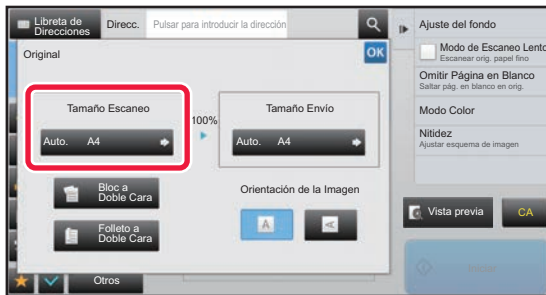 Libreta de
Direcciones
Direcc.
Pulsar para introducir la dirección
Original
OK
Tamaño Escaneo
100%
Tamaño Envío
Auto. A4
Auto. A4
Bloc a
Doble Cara
Orientación de la Imagen
Folleto a
Doble Cara
A
A
Otros
Ajuste del fondo
Modo de Escaneo Lento
Escanear orig. papel fino
Omitir Página en Blanco
Saltar pág. en blanco en orig.
Modo Color
Nitidez
Ajustar esquema de imagen
Vista previa
CA